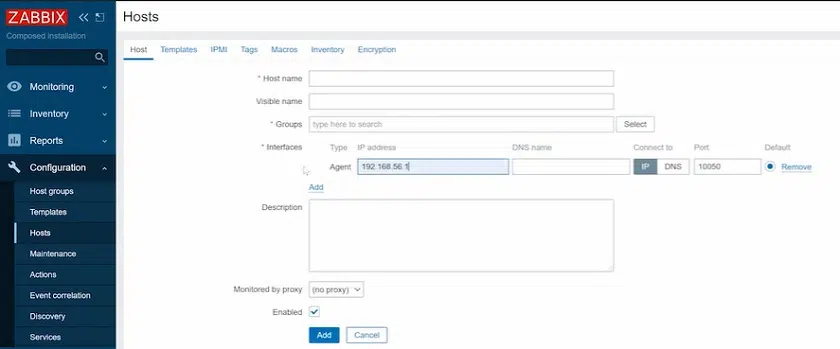 ZABBIX
Composed installation
Monitoring
Inventory
Reports
Configuration
Host groups
Templates
Hosts
Maintenance
Actions
Event correlation
Discovery
Services
Hosts
Host Templates IPMI Tags Macros Inventory Encryption
* Host name
Visible name
* Groups type here to search Select
* Interfaces Type IP address DNS name Connect to Port Default
Agent 192.168.56.1 IP DNS 10050 Remove
Add
Description
Monitored by proxy (no proxy)
Enabled
Add Cancel